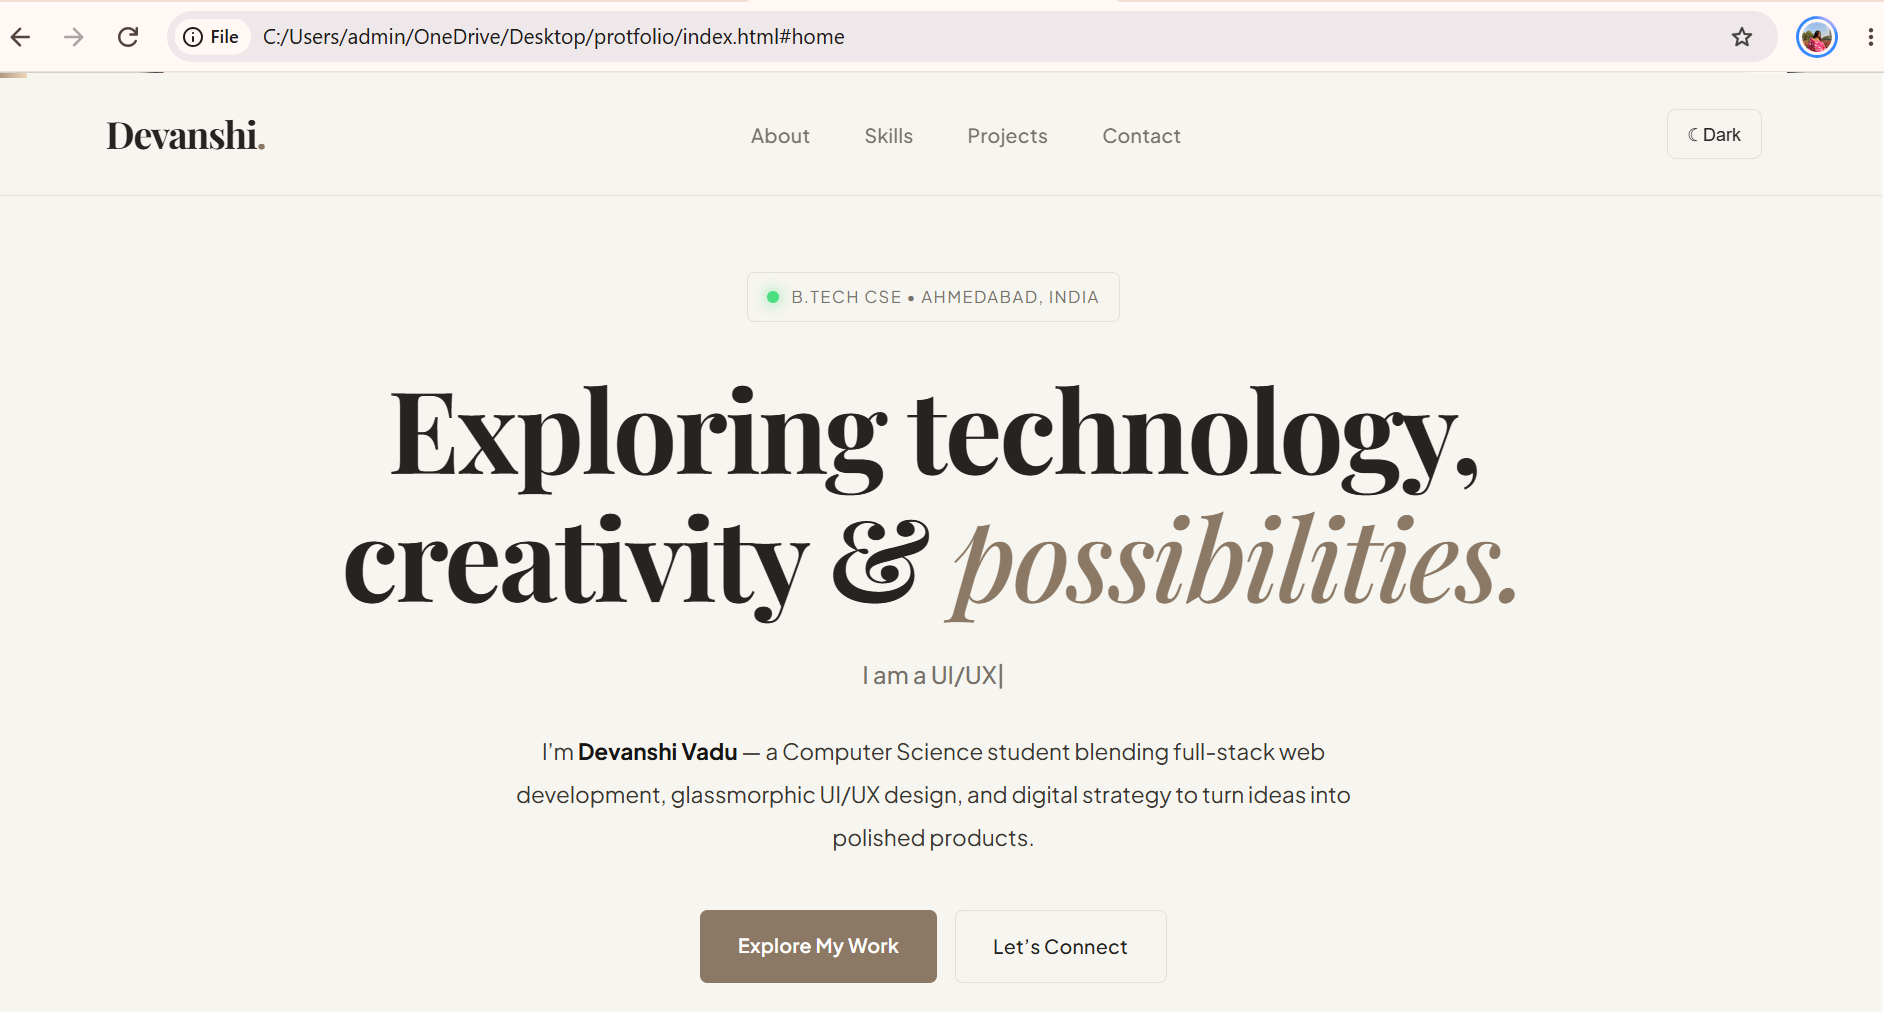 File C:/Users/admin/OneDrive/Desktop/protfolio/index.html#home
Devanshi.
About Skills Projects Contact
☾ Dark
B.TECH CSE • AHMEDABAD, INDIA
Exploring technology,
creativity & possibilities.
I am a UI/UX|
I’m Devanshi Vadu — a Computer Science student blending full-stack web
development, glassmorphic UI/UX design, and digital strategy to turn ideas into
polished products.
Explore My Work
Let’s Connect